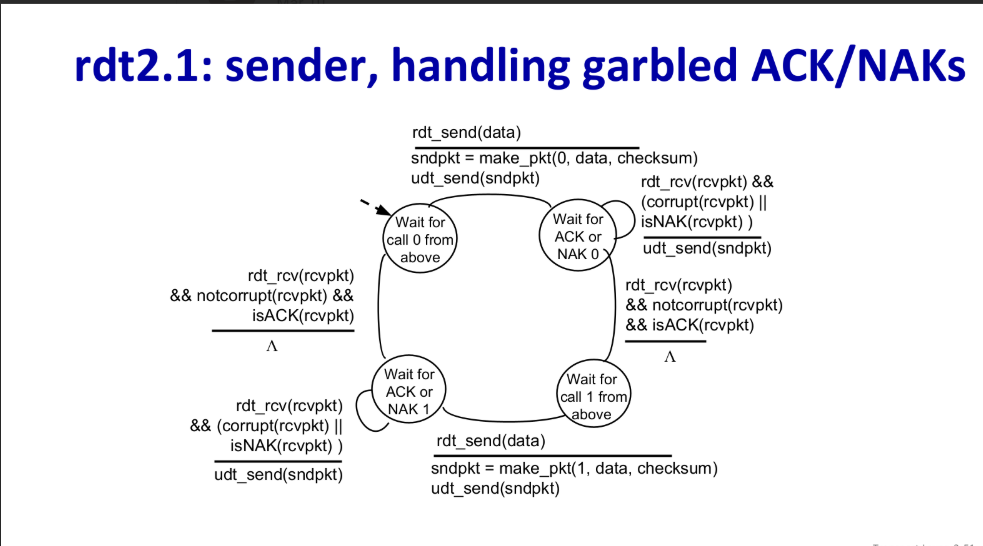 rdt2.1: sender, handling garbled ACK/NAKs
rdt_send(data)
sndpkt = make_pkt(0, data, checksum)
udt_send(sndpkt)
Wait for
call 0 from
above
Wait for
ACK or
NAK 0
rdt_rcv(rcvpkt) &&
(corrupt(rcvpkt) ||
isNAK(rcvpkt) )
udt_send(sndpkt)
rdt_rcv(rcvpkt)
&& notcorrupt(rcvpkt) &&
isACK(rcvpkt)
Λ
rdt_rcv(rcvpkt)
&& notcorrupt(rcvpkt)
&& isACK(rcvpkt)
Λ
Wait for
ACK or
NAK 1
Wait for
call 1 from
above
rdt_rcv(rcvpkt)
&& (corrupt(rcvpkt) ||
isNAK(rcvpkt) )
udt_send(sndpkt)
rdt_send(data)
sndpkt = make_pkt(1, data, checksum)
udt_send(sndpkt)